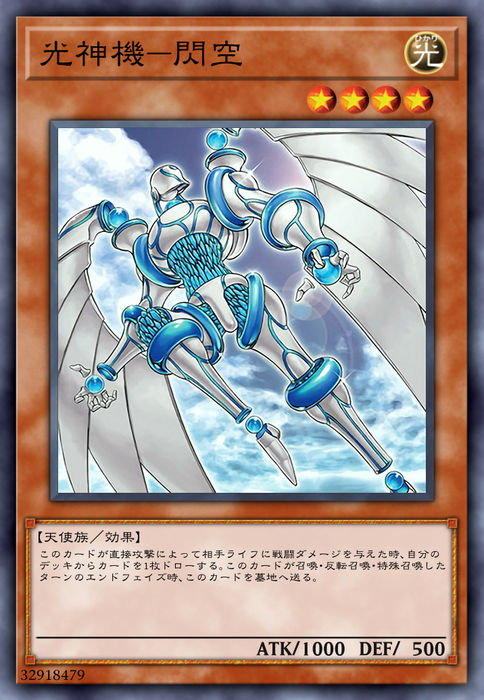 光神機－閃空
ひかり
光
【天使族／効果】
このカードが直接攻撃によって相手ライフに戦闘ダメージを与えた時、自分の
デッキからカードを1枚ドローする。このカードが召喚・反転召喚・特殊召喚した
ターンのエンドフェイズ時、このカードを墓地へ送る。
ATK/1000 DEF/ 500
32918479